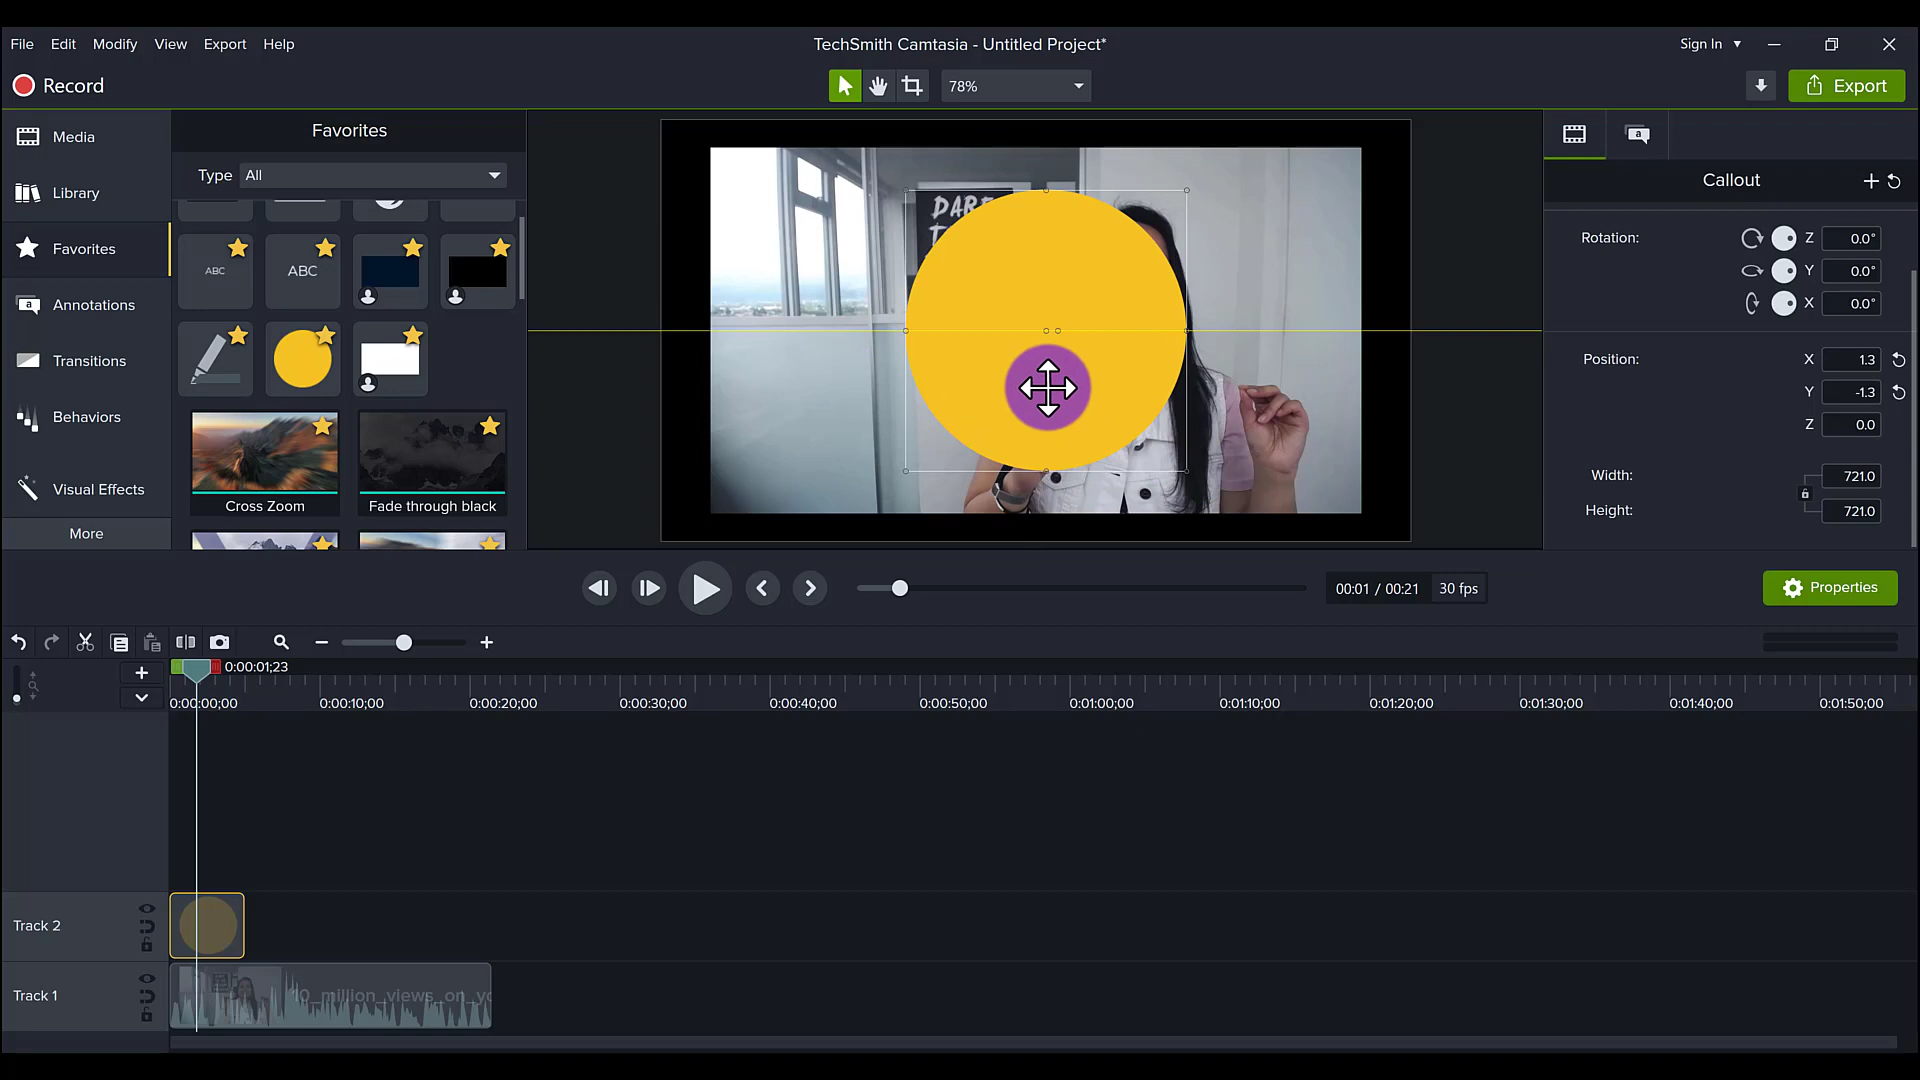 File Edit Modify View Export Help
TechSmith Camtasia - Untitled Project*
Sign In
Record
78%
Export
Media
Library
Favorites
Annotations
Transitions
Behaviors
Visual Effects
More
Favorites
Type All
ABC
ABC
Cross Zoom
Fade through black
DARE
a
Callout
Rotation:
Z 0.0°
Y 0.0°
X 0.0°
Position:
X 1.3
Y -1.3
Z 0.0
Width: 721.0
Height: 721.0
00:01 / 00:21 30 fps
Properties
0:00:01;23
0:00:00;00 0:00:10;00 0:00:20;00 0:00:30;00 0:00:40;00 0:00:50;00 0:01:00;00 0:01:10;00 0:01:20;00 0:01:30;00 0:01:40;00 0:01:50;00
Track 2
Track 1
10_million_views_on_yo